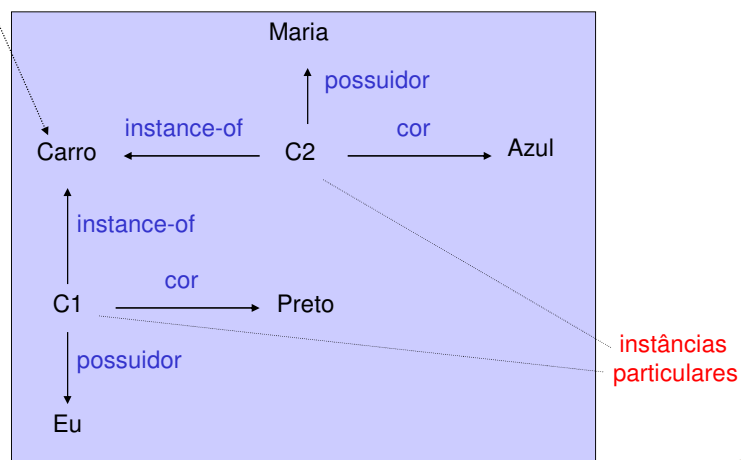 Maria
possuidor
instance-of
cor
Carro
C2
Azul
instance-of
cor
C1
Preto
instâncias
particulares
possuidor
Eu